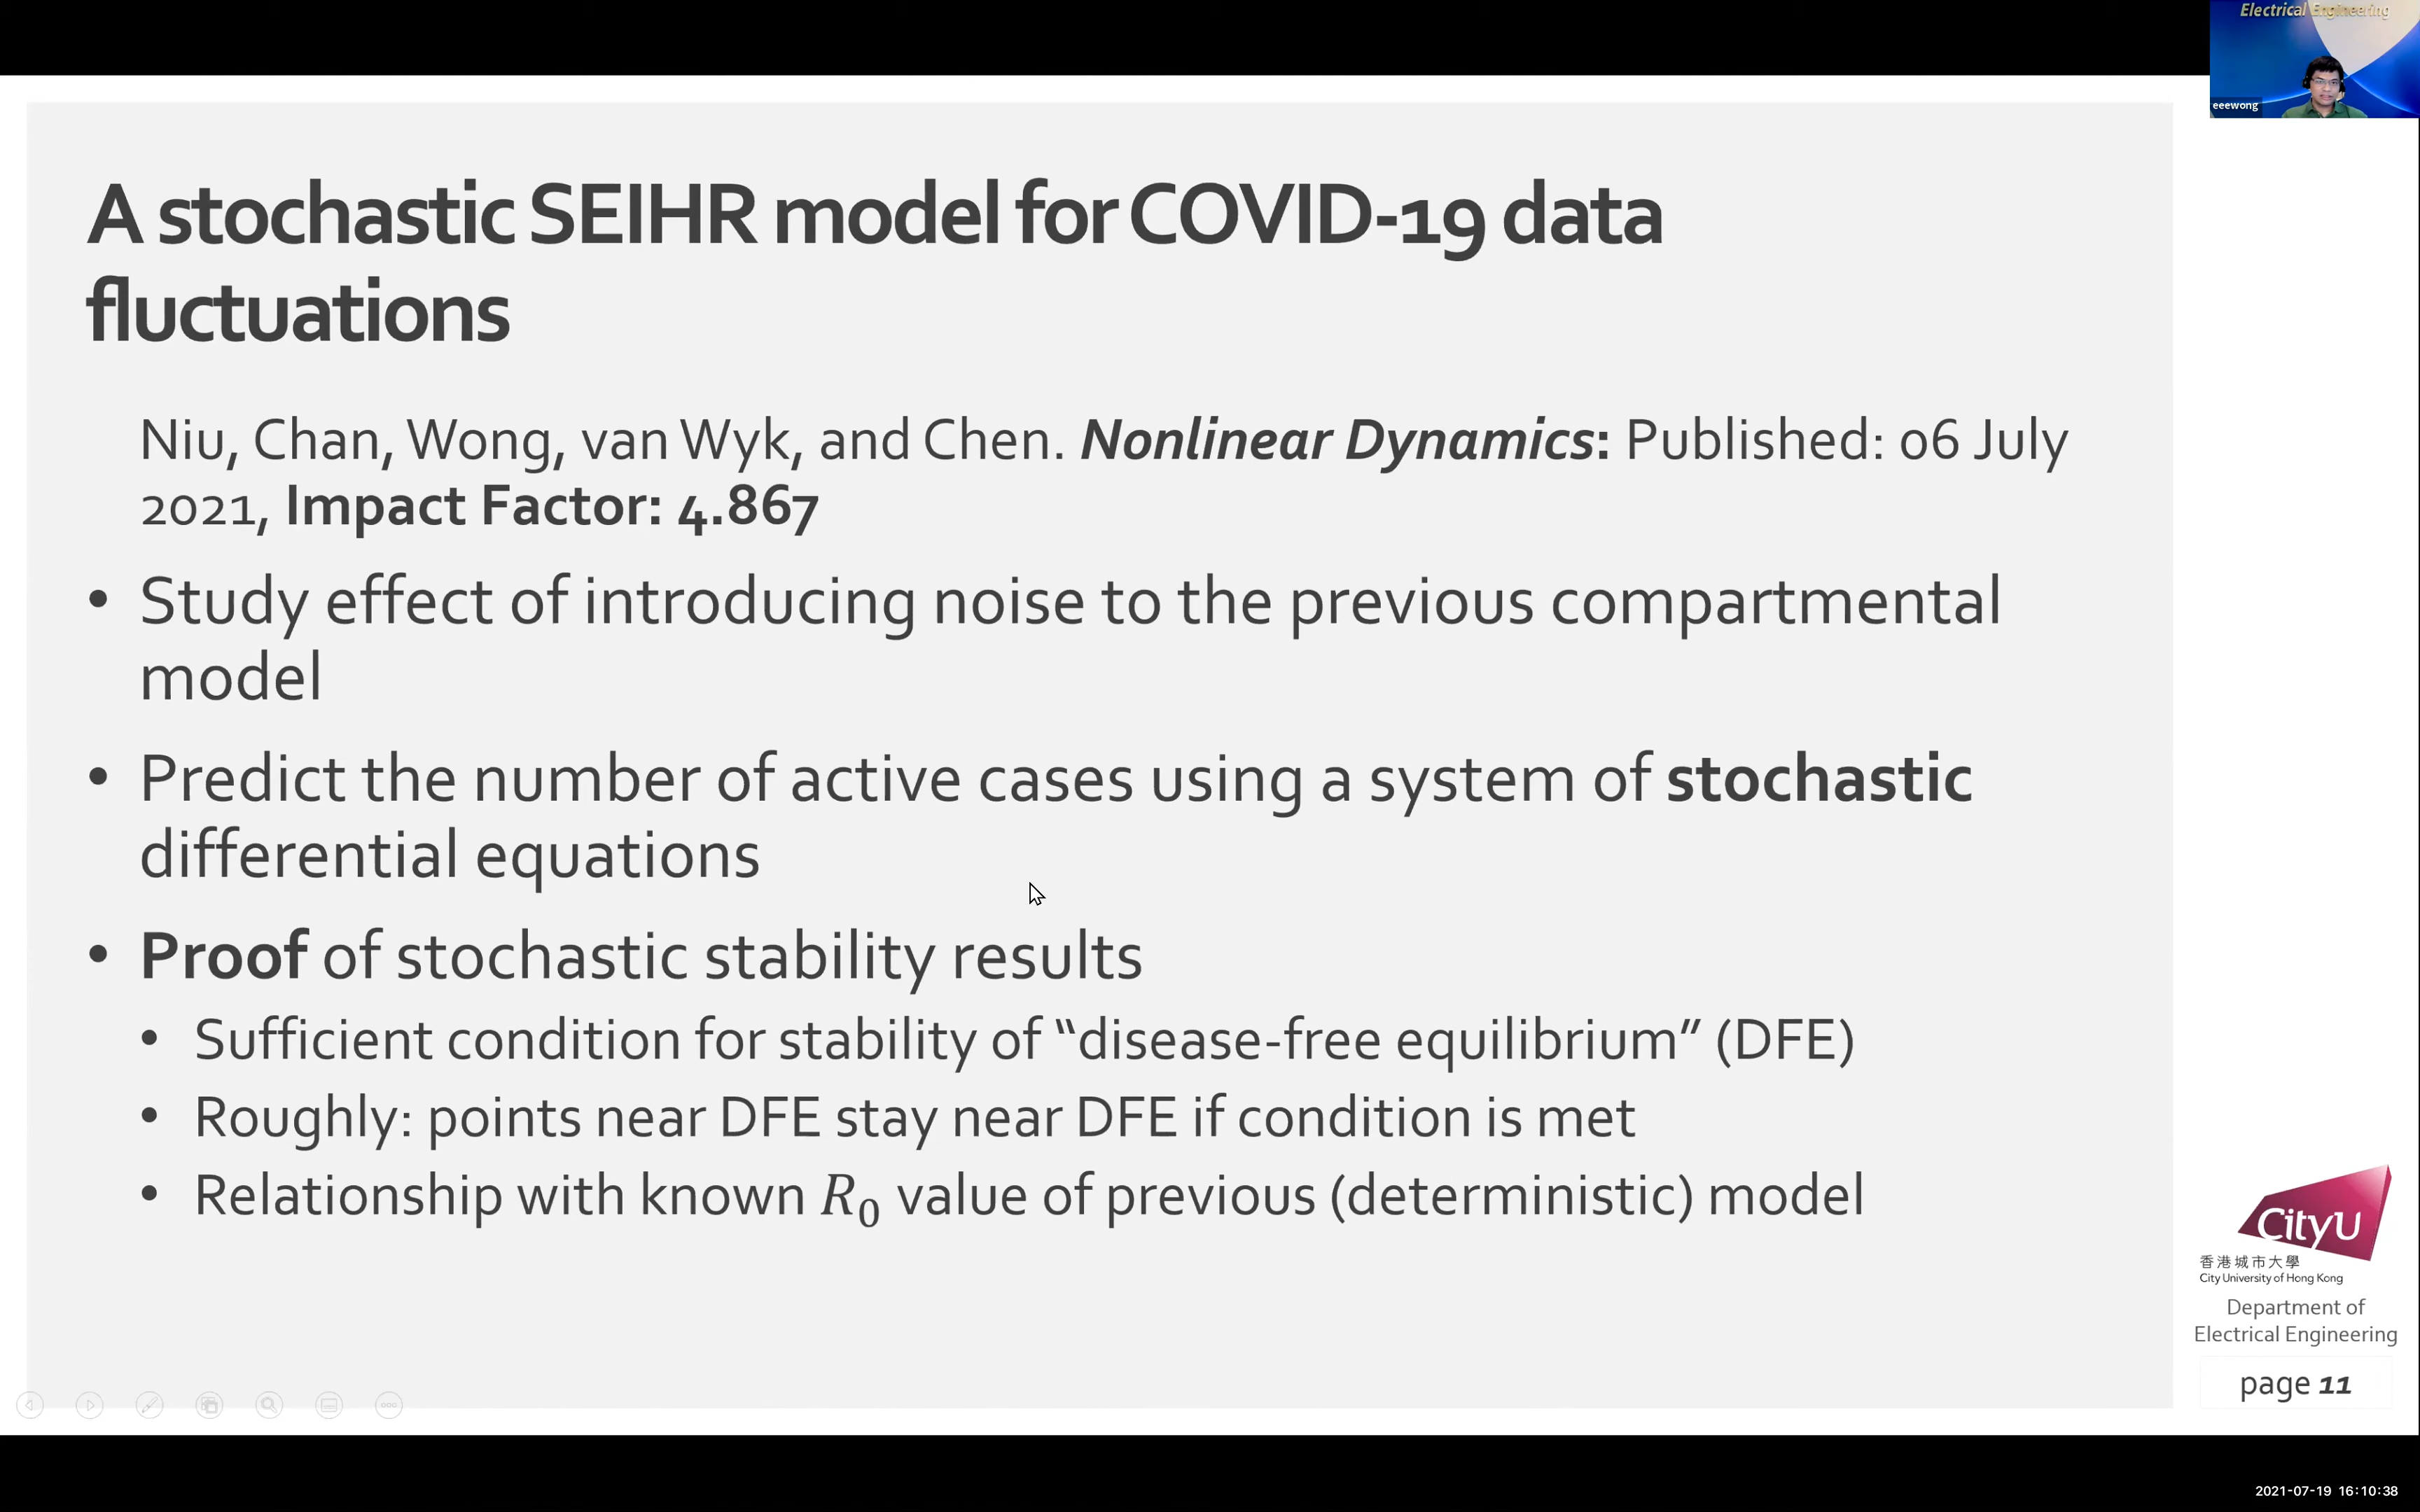 Electrical Engineering
eeewong
A stochastic SEIHR model for COVID-19 data
fluctuations
Niu, Chan, Wong, van Wyk, and Chen. Nonlinear Dynamics: Published: 06 July
2021, Impact Factor: 4.867
• Study effect of introducing noise to the previous compartmental
model
• Predict the number of active cases using a system of stochastic
differential equations
• Proof of stochastic stability results
• Sufficient condition for stability of “disease-free equilibrium” (DFE)
• Roughly: points near DFE stay near DFE if condition is met
• Relationship with known R₀ value of previous (deterministic) model
CityU
香港城市大學
City University of Hong Kong
Department of
Electrical Engineering
page 11
2021-07-19 16:10:38